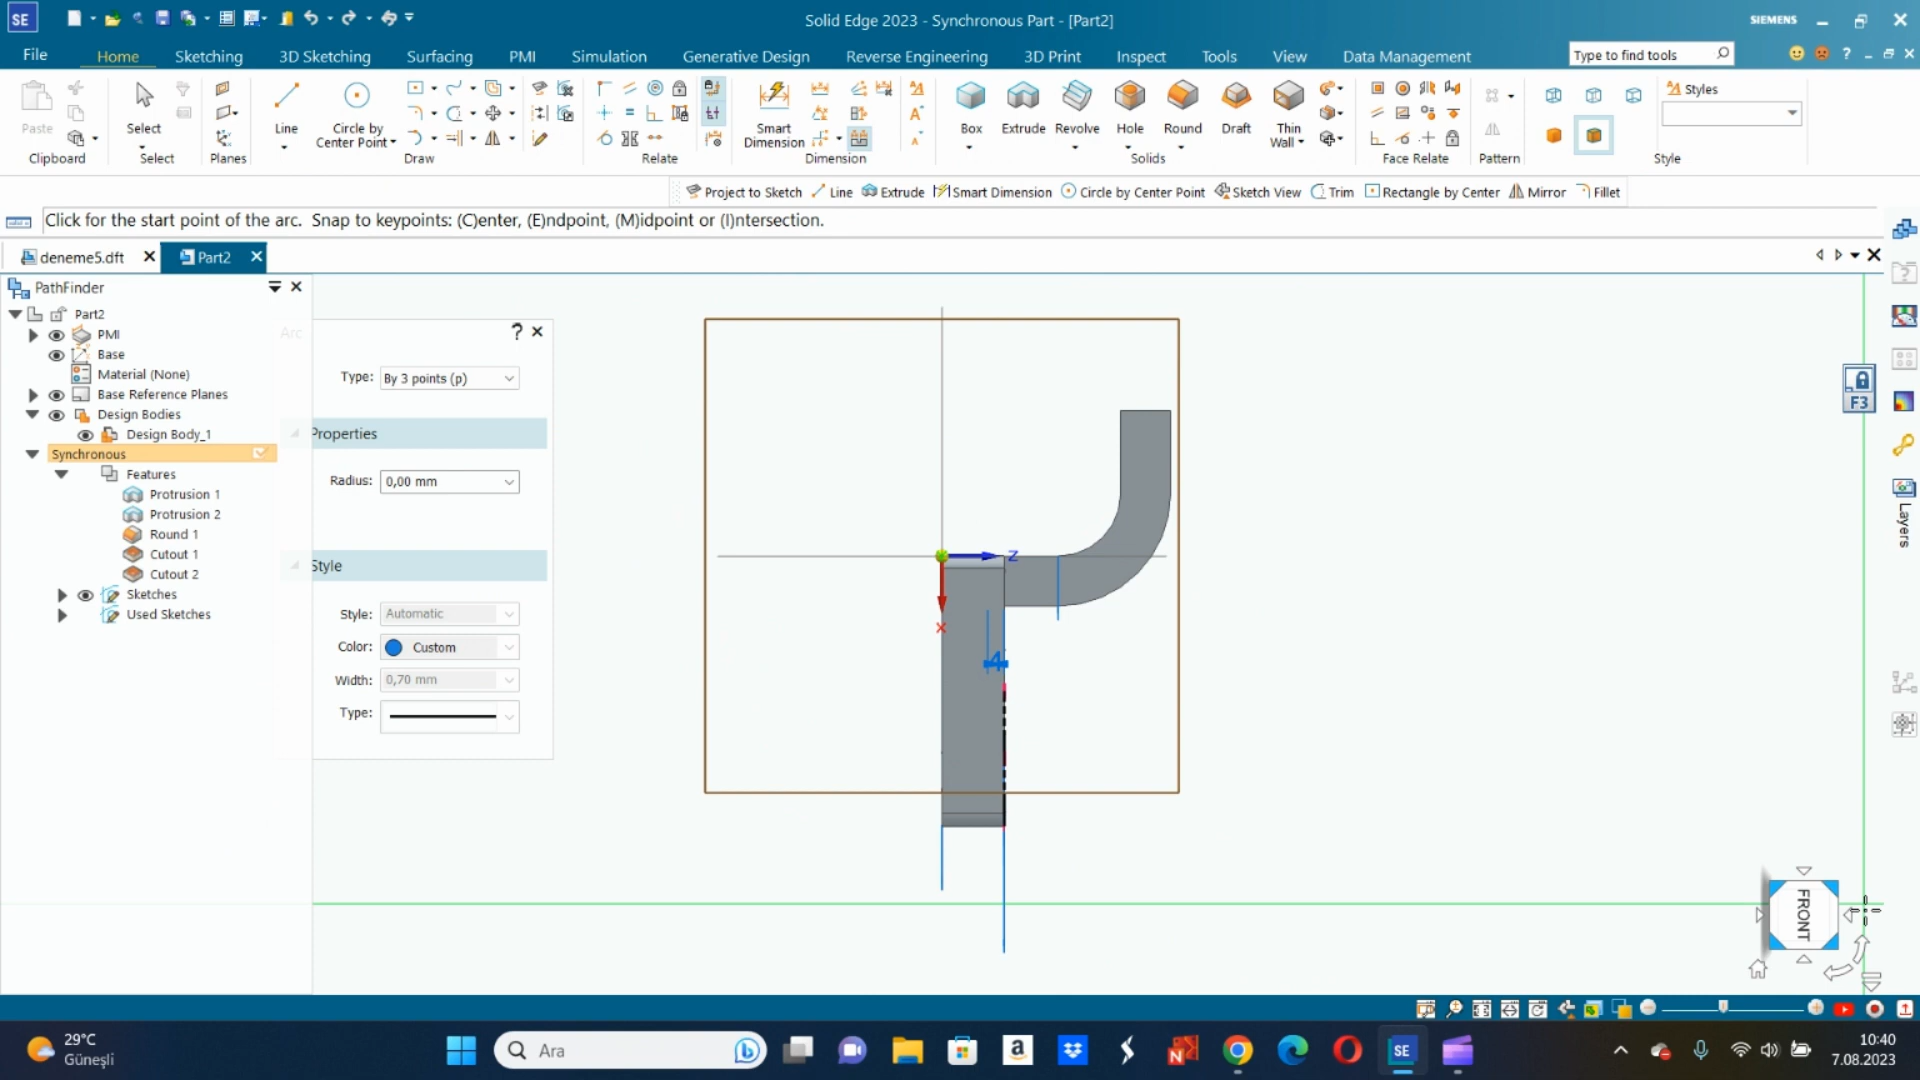 SE
Solid Edge 2023 - Synchronous Part - [Part2]
SIEMENS
File
Home
Sketching
3D Sketching
Surfacing
PMI
Simulation
Generative Design
Reverse Engineering
3D Print
Inspect
Tools
View
Data Management
Type to find tools
Paste
Clipboard
Select
Select
Planes
Line
Circle by
Center Point
Draw
Relate
Smart
Dimension
Dimension
Box
Extrude
Revolve
Hole
Round
Draft
Thin
Wall
Solids
Face Relate
Pattern
Styles
Style
Project to Sketch
Line
Extrude
Smart Dimension
Circle by Center Point
Sketch View
Trim
Rectangle by Center
Mirror
Fillet
Click for the start point of the arc. Snap to keypoints: (C)enter, (E)ndpoint, (M)idpoint or (I)ntersection.
deneme5.dft
Part2
PathFinder
Part2
PMI
Base
Material (None)
Base Reference Planes
Design Bodies
Design Body_1
Synchronous
Features
Protrusion 1
Protrusion 2
Round 1
Cutout 1
Cutout 2
Sketches
Used Sketches
Arc
Type: By 3 points (p)
Properties
Radius: 0,00 mm
Style
Style: Automatic
Color: Custom
Width: 0,70 mm
Type:
Z
X
4
F3
Layers
FRONT
29°C
Güneşli
Ara
SE
10:40
7.08.2023